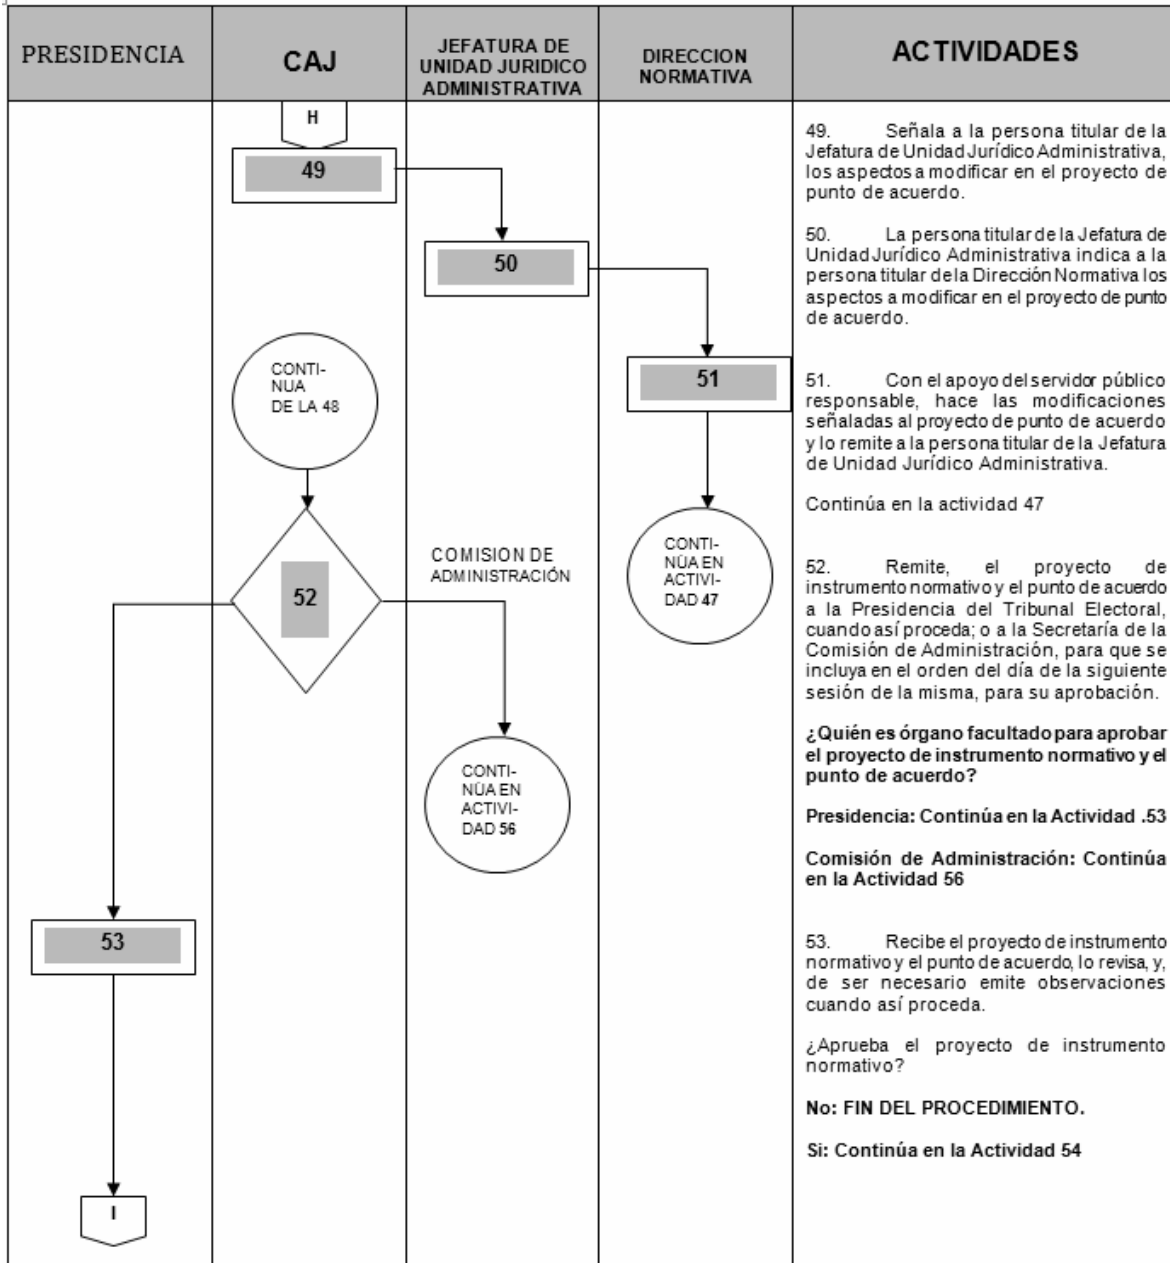 PRESIDENCIA
CAJ
JEFATURA DE
UNIDAD JURIDICO
ADMINISTRATIVA
DIRECCION
NORMATIVA
ACTIVIDADES
H
49
50
CONTI-
NUA
DE LA 48
51
52
COMISION DE
ADMINISTRACIÓN
CONTI-
NÚA EN
ACTIVI-
DAD 47
CONTI-
NÚA EN
ACTIVI-
DAD 56
53
I
49. Señala a la persona titular de la
Jefatura de Unidad Jurídico Administrativa,
los aspectos a modificar en el proyecto de
punto de acuerdo.
50. La persona titular de la Jefatura de
Unidad Jurídico Administrativa indica a la
persona titular de la Dirección Normativa los
aspectos a modificar en el proyecto de punto
de acuerdo.
51. Con el apoyo del servidor público
responsable, hace las modificaciones
señaladas al proyecto de punto de acuerdo
y lo remite a la persona titular de la Jefatura
de Unidad Jurídico Administrativa.
Continúa en la actividad 47
52. Remite, el proyecto de
instrumento normativo y el punto de acuerdo
a la Presidencia del Tribunal Electoral,
cuando así proceda; o a la Secretaría de la
Comisión de Administración, para que se
incluya en el orden del día de la siguiente
sesión de la misma, para su aprobación.
¿Quién es órgano facultado para aprobar
el proyecto de instrumento normativo y el
punto de acuerdo?
Presidencia: Continúa en la Actividad .53
Comisión de Administración: Continúa
en la Actividad 56
53. Recibe el proyecto de instrumento
normativo y el punto de acuerdo, lo revisa, y,
de ser necesario emite observaciones
cuando así proceda.
¿Aprueba el proyecto de instrumento
normativo?
No: FIN DEL PROCEDIMIENTO.
Si: Continúa en la Actividad 54